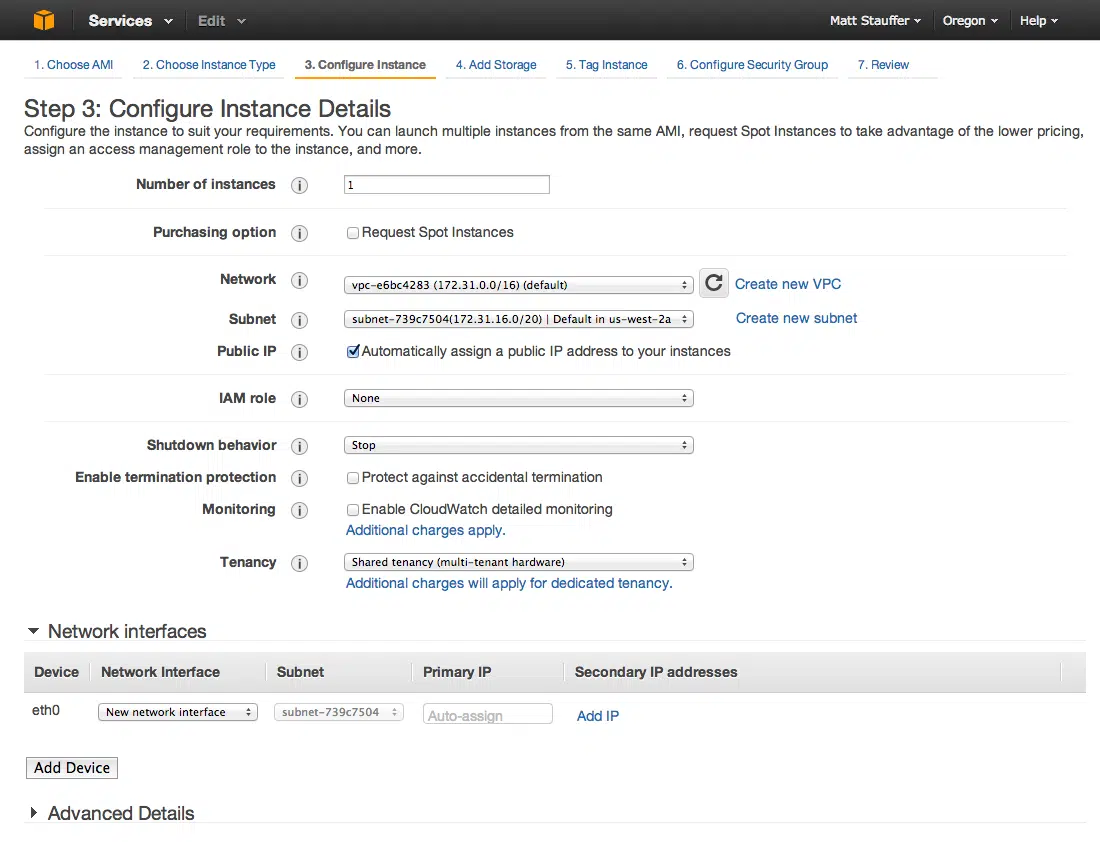 Services Edit Matt Stauffer Oregon Help
1. Choose AMI 2. Choose Instance Type 3. Configure Instance 4. Add Storage 5. Tag Instance 6. Configure Security Group 7. Review
Step 3: Configure Instance Details
Configure the instance to suit your requirements. You can launch multiple instances from the same AMI, request Spot Instances to take advantage of the lower pricing,
assign an access management role to the instance, and more.
Number of instances i 1
Purchasing option i Request Spot Instances
Network i vpc-e6bc4283 (172.31.0.0/16) (default) Create new VPC
Subnet i subnet-739c7504(172.31.16.0/20) | Default in us-west-2a Create new subnet
Public IP i Automatically assign a public IP address to your instances
IAM role i None
Shutdown behavior i Stop
Enable termination protection i Protect against accidental termination
Monitoring i Enable CloudWatch detailed monitoring
Additional charges apply.
Tenancy i Shared tenancy (multi-tenant hardware)
Additional charges will apply for dedicated tenancy.
Network interfaces
Device Network Interface Subnet Primary IP Secondary IP addresses
eth0 New network interface subnet-739c7504 Auto-assign Add IP
Add Device
Advanced Details